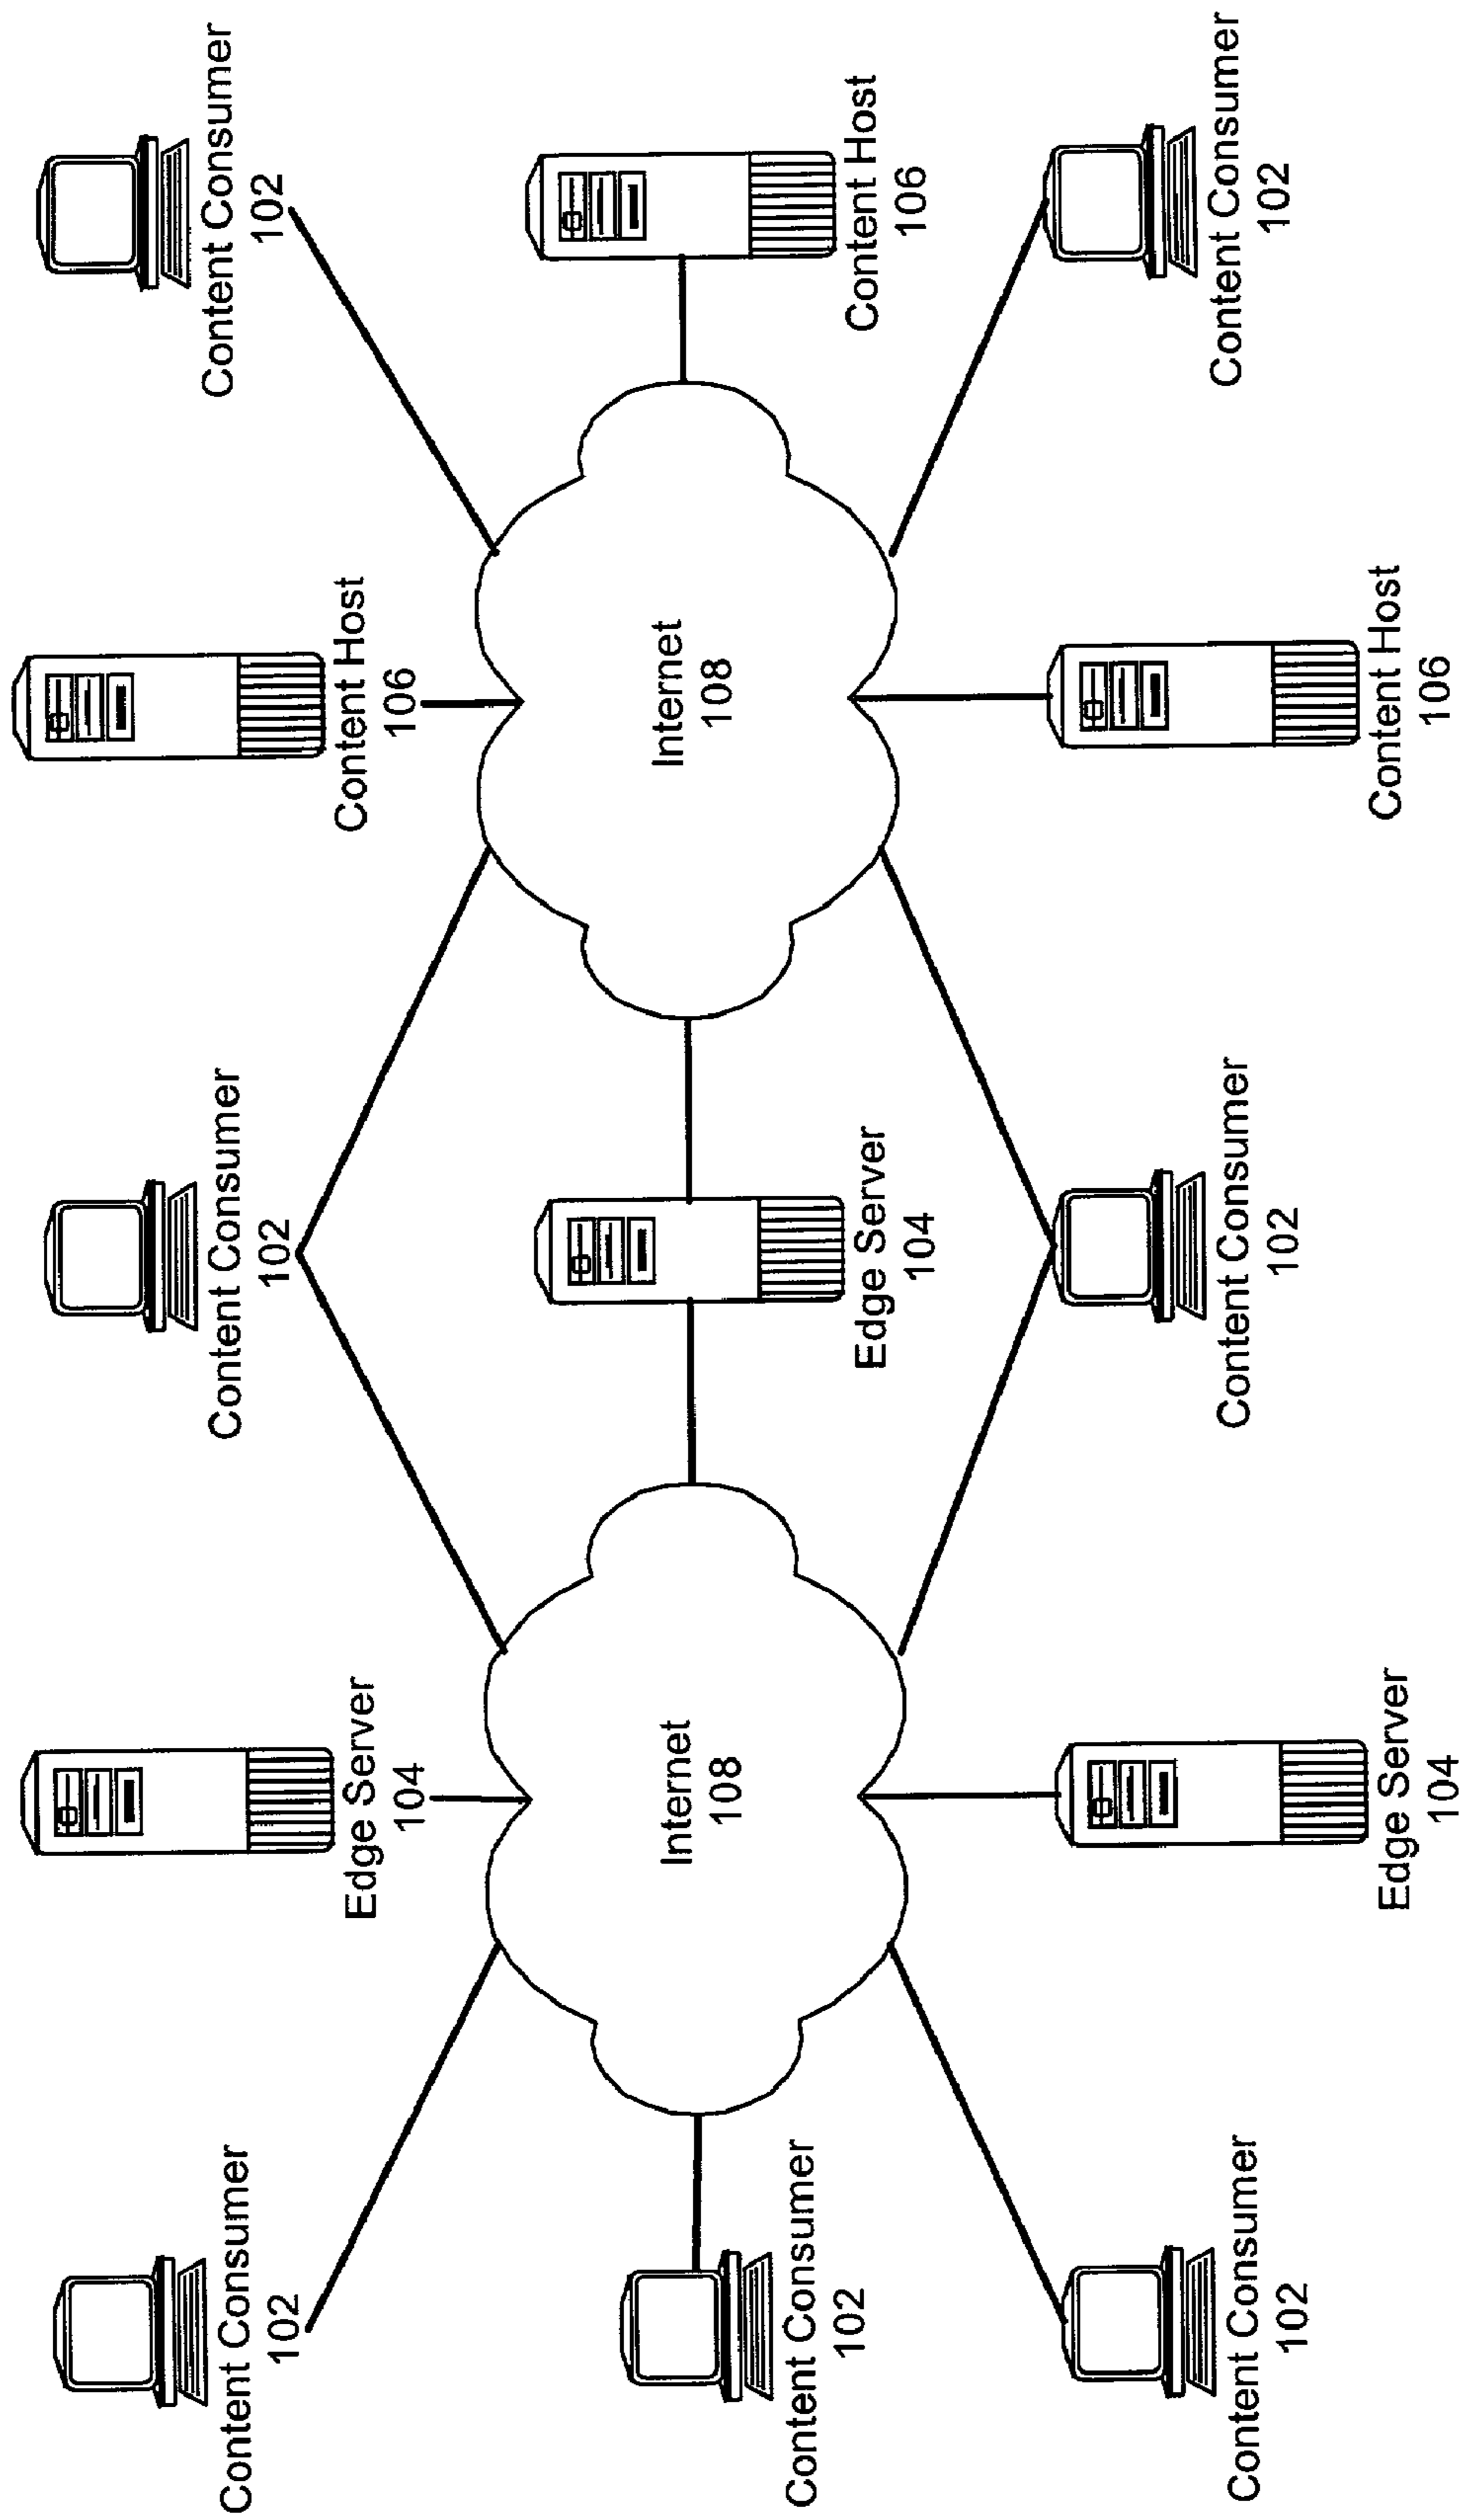 Content Consumer
102
Edge Server
104
Content Consumer
102
Content Host
106
Content Consumer
102
Content Consumer
102
Internet
108
Edge Server
104
Internet
108
Content Host
106
Content Consumer
102
Edge Server
104
Content Consumer
102
Content Host
106
Content Consumer
102